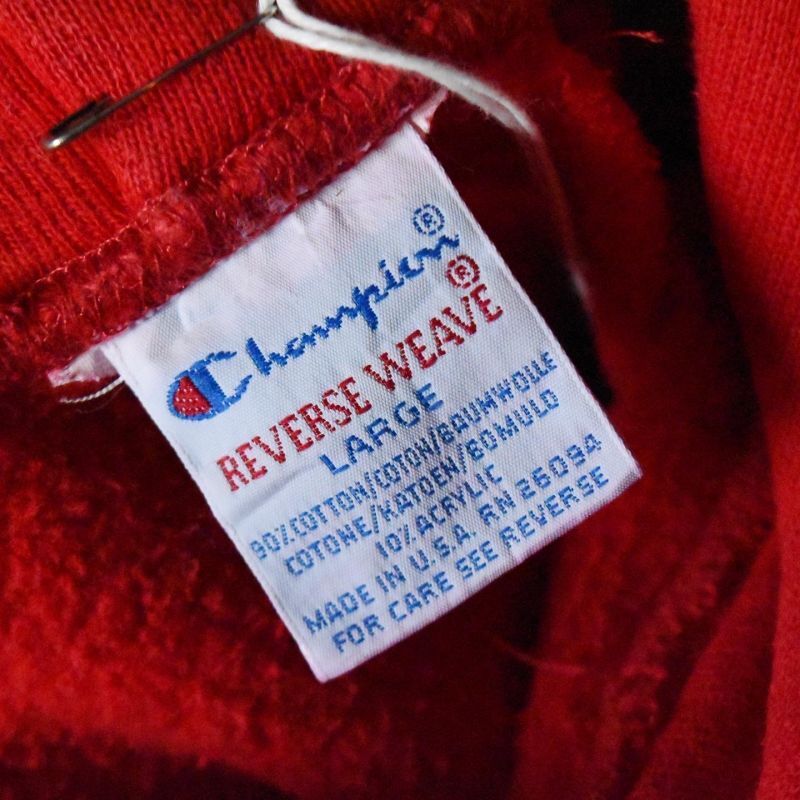 Champion®
REVERSE WEAVE®
LARGE
90%COTTON/COTON/BAUMWOLLE
COTONE/KATOEN/BOMULD
10%ACRYLIC
MADE IN U.S.A. RN 26094
FOR CARE SEE REVERSE